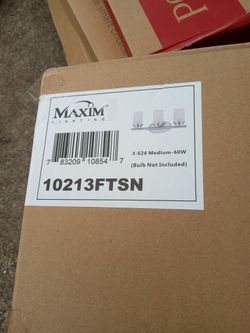 MAXIM
LIGHTING
7 83209 10854 7
3-E26 Medium-60W
(Bulb Not Included)
10213FTSN